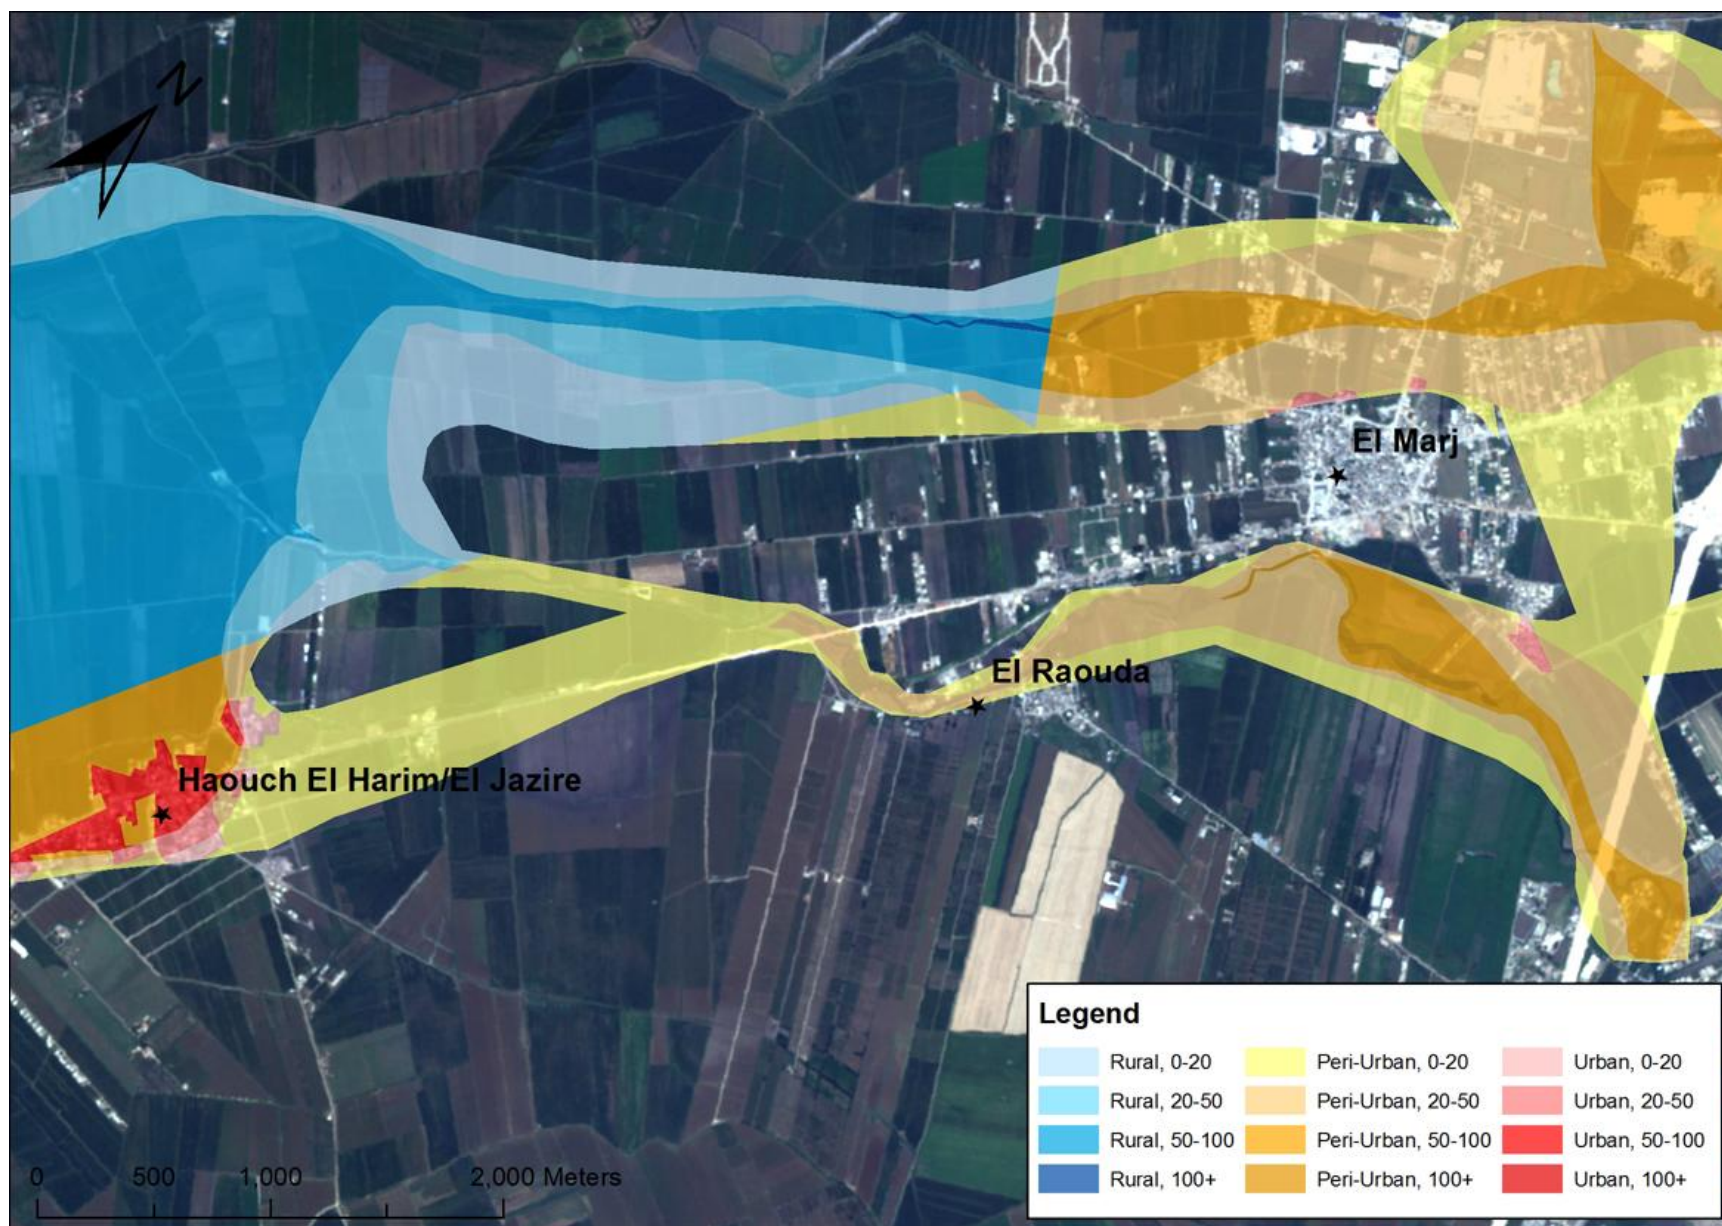 N
El Marj
El Raouda
Haouch El Harim/El Jazire
Legend
Rural, 0-20
Peri-Urban, 0-20
Urban, 0-20
Rural, 20-50
Peri-Urban, 20-50
Urban, 20-50
Rural, 50-100
Peri-Urban, 50-100
Urban, 50-100
Rural, 100+
Peri-Urban, 100+
Urban, 100+
0 500 1,000 2,000 Meters